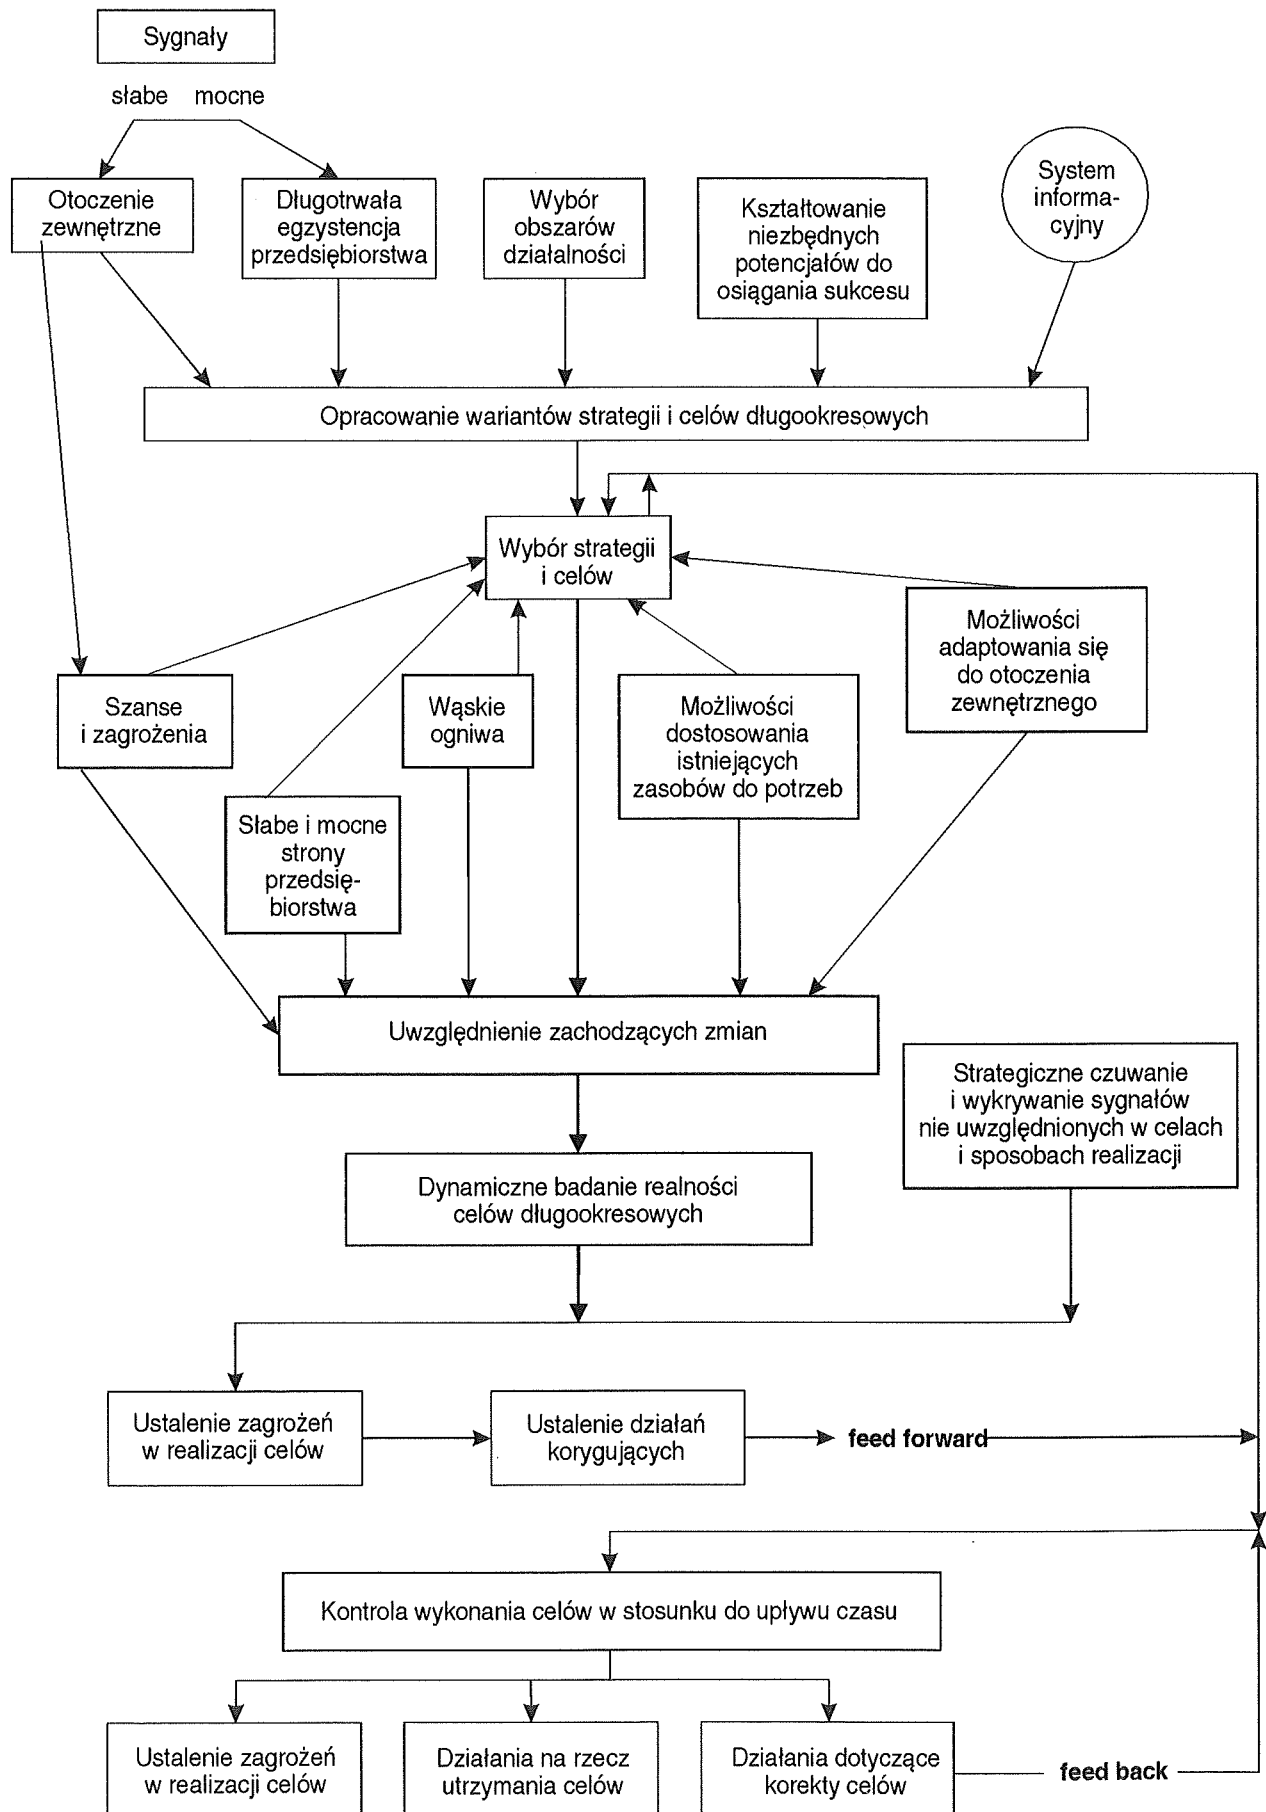 Sygnały
słabe mocne
Otoczenie
zewnętrzne
Długotrwała
egzystencja
przedsiębiorstwa
Wybór
obszarów
działalności
Kształtowanie
niezbędnych
potencjałów do
osiągania sukcesu
System
informa-
cyjny
Opracowanie wariantów strategii i celów długookresowych
Wybór strategii
i celów
Szanse
i zagrożenia
Słabe i mocne
strony
przedsię-
biorstwa
Wąskie
ogniwa
Możliwości
dostosowania
istniejących
zasobów do potrzeb
Możliwości
adaptowania się
do otoczenia
zewnętrznego
Uwzględnienie zachodzących zmian
Strategiczne czuwanie
i wykrywanie sygnałów
nie uwzględnionych w celach
i sposobach realizacji
Dynamiczne badanie realności
celów długookresowych
Ustalenie zagrożeń
w realizacji celów
Ustalenie działań
korygujących
feed forward
Kontrola wykonania celów w stosunku do upływu czasu
Ustalenie zagrożeń
w realizacji celów
Działania na rzecz
utrzymania celów
Działania dotyczące
korekty celów
feed back